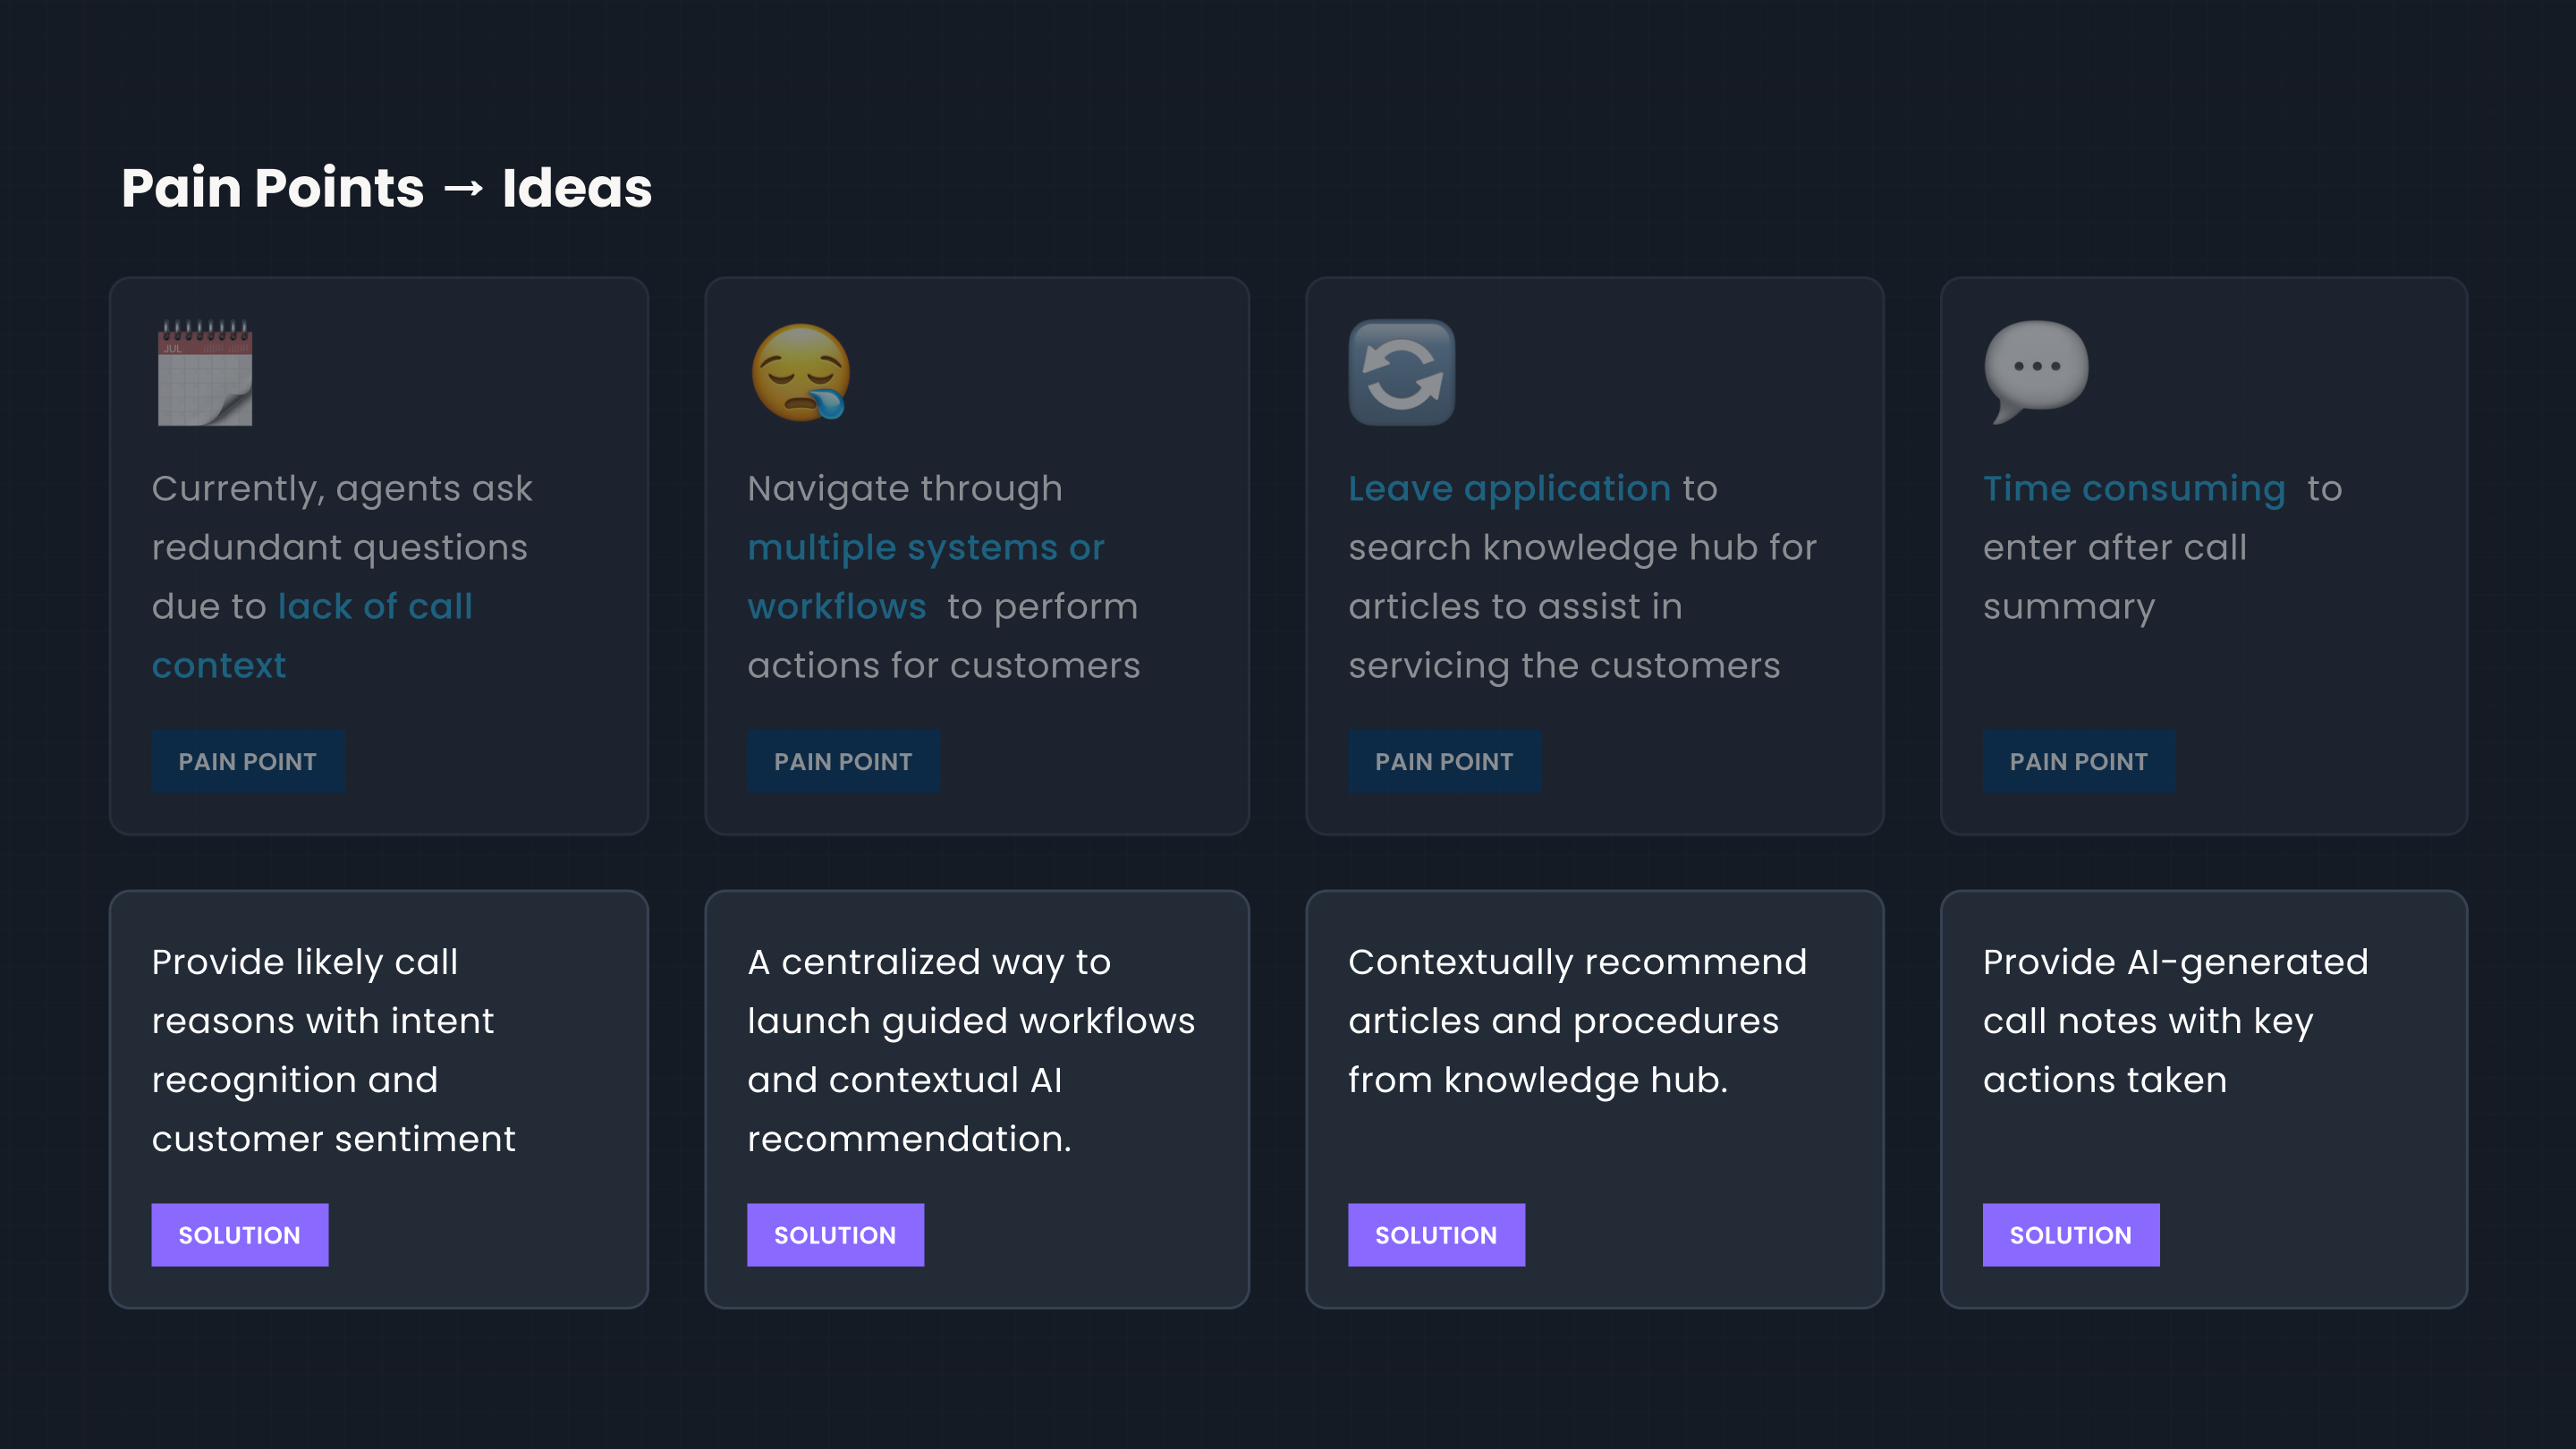 Pain Points → Ideas
JUL
Currently, agents ask
redundant questions
due to lack of call
context
PAIN POINT
Navigate through
multiple systems or
workflows to perform
actions for customers
PAIN POINT
Leave application to
search knowledge hub for
articles to assist in
servicing the customers
PAIN POINT
Time consuming to
enter after call
summary
PAIN POINT
Provide likely call
reasons with intent
recognition and
customer sentiment
SOLUTION
A centralized way to
launch guided workflows
and contextual AI
recommendation.
SOLUTION
Contextually recommend
articles and procedures
from knowledge hub.
SOLUTION
Provide AI-generated
call notes with key
actions taken
SOLUTION